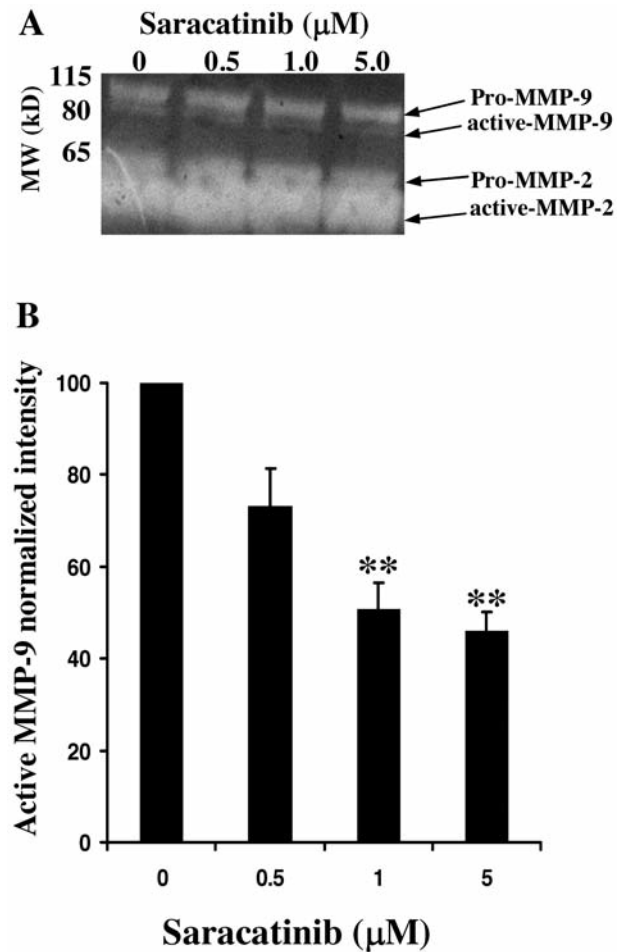 A
Saracatinib (μM)
0 0.5 1.0 5.0
MW (kD)
115
80
65
Pro-MMP-9
active-MMP-9
Pro-MMP-2
active-MMP-2
B
Active MMP-9 normalized intensity
100
80
60
40
20
0
**
**
0 0.5 1 5
Saracatinib (μM)